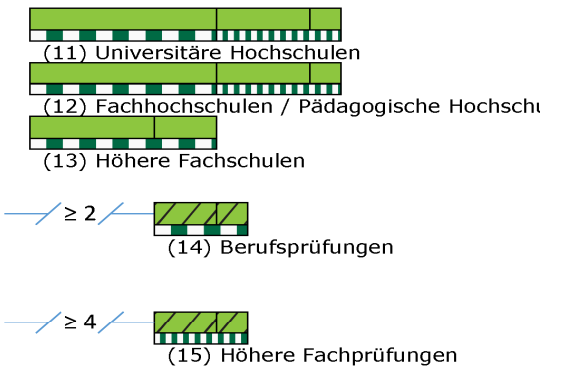 (11) Universitäre Hochschulen
(12) Fachhochschulen / Pädagogische Hochschu
(13) Höhere Fachschulen
≥ 2
(14) Berufsprüfungen
≥ 4
(15) Höhere Fachprüfungen